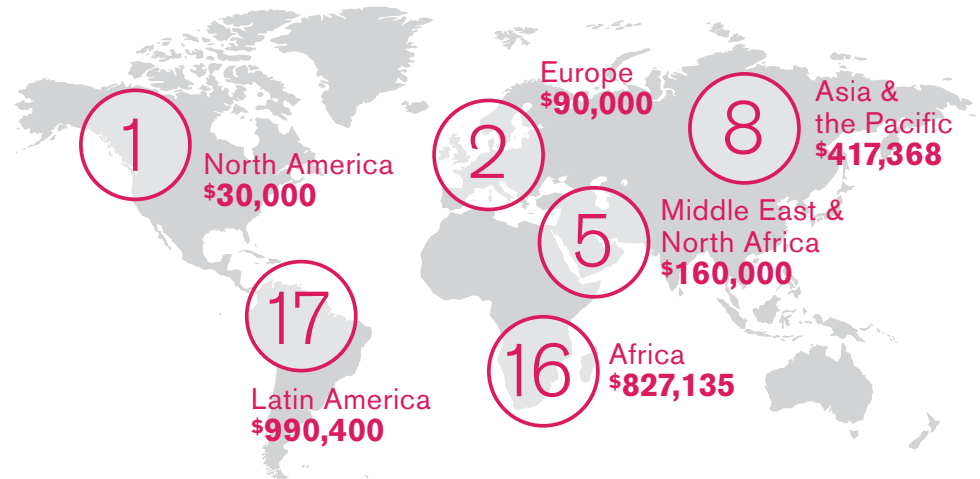 1
North America
$30,000
2
Europe
$90,000
8
Asia &
the Pacific
$417,368
5
Middle East &
North Africa
$160,000
17
Latin America
$990,400
16
Africa
$827,135